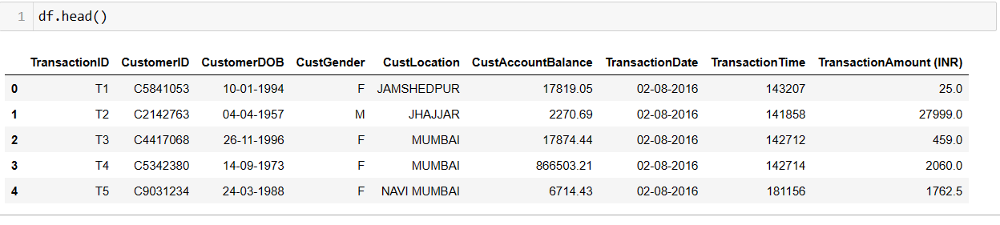 1 df.head()
TransactionID CustomerID CustomerDOB CustGender CustLocation CustAccountBalance TransactionDate TransactionTime TransactionAmount (INR)
0 T1 C5841053 10-01-1994 F JAMSHEDPUR 17819.05 02-08-2016 143207 25.0
1 T2 C2142763 04-04-1957 M JHAJJAR 2270.69 02-08-2016 141858 27999.0
2 T3 C4417068 26-11-1996 F MUMBAI 17874.44 02-08-2016 142712 459.0
3 T4 C5342380 14-09-1973 F MUMBAI 866503.21 02-08-2016 142714 2060.0
4 T5 C9031234 24-03-1988 F NAVI MUMBAI 6714.43 02-08-2016 181156 1762.5